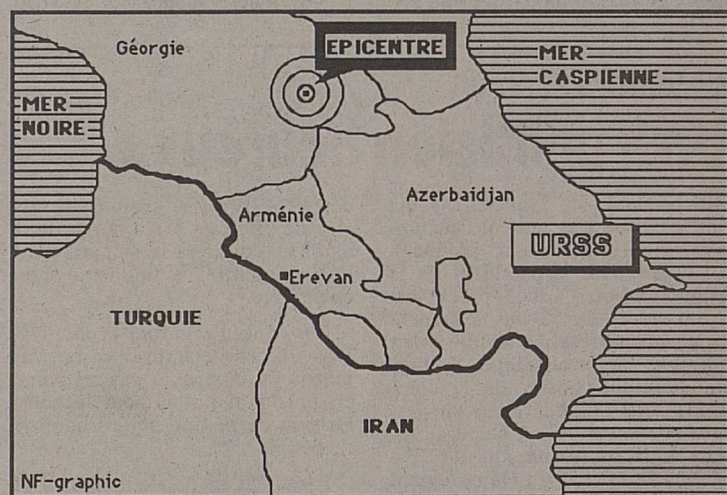 Géorgie
EPICENTRE
MER
CASPIENNE
MER
NOIRE
Arménie
Azerbaidjan
URSS
Erevan
TURQUIE
IRAN
NF-graphic